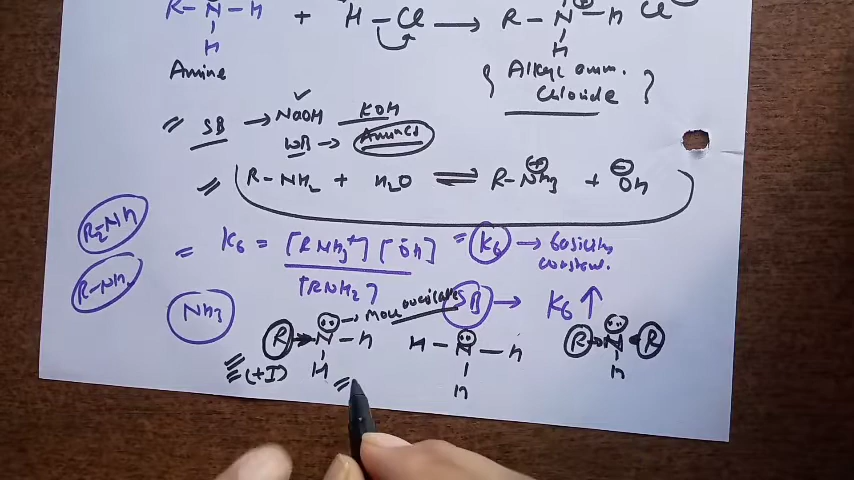 R-N-H + H-Cl → R-N-H Cl
H H
Amine { Alkyl amm. Chloride }
SB → NaOH KOH
WB → Amines
R-NH2 + H2O ⇌ R-NH3⊕ + ⊖OH
R2NH
Kb = [RNH3+] [OH] = Kb → basicity constant.
[RNH2]
R-NH2
NH3
SB → Kb ↑
R→N-H → More available H-N-H R→N←R
H H H
(+I)